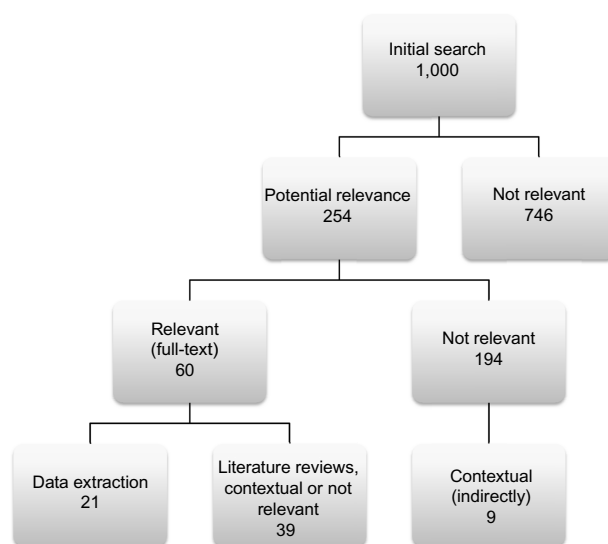 Initial search
1,000
Potential relevance
254
Not relevant
746
Relevant
(full-text)
60
Not relevant
194
Data extraction
21
Literature reviews,
contextual or not
relevant
39
Contextual
(indirectly)
9